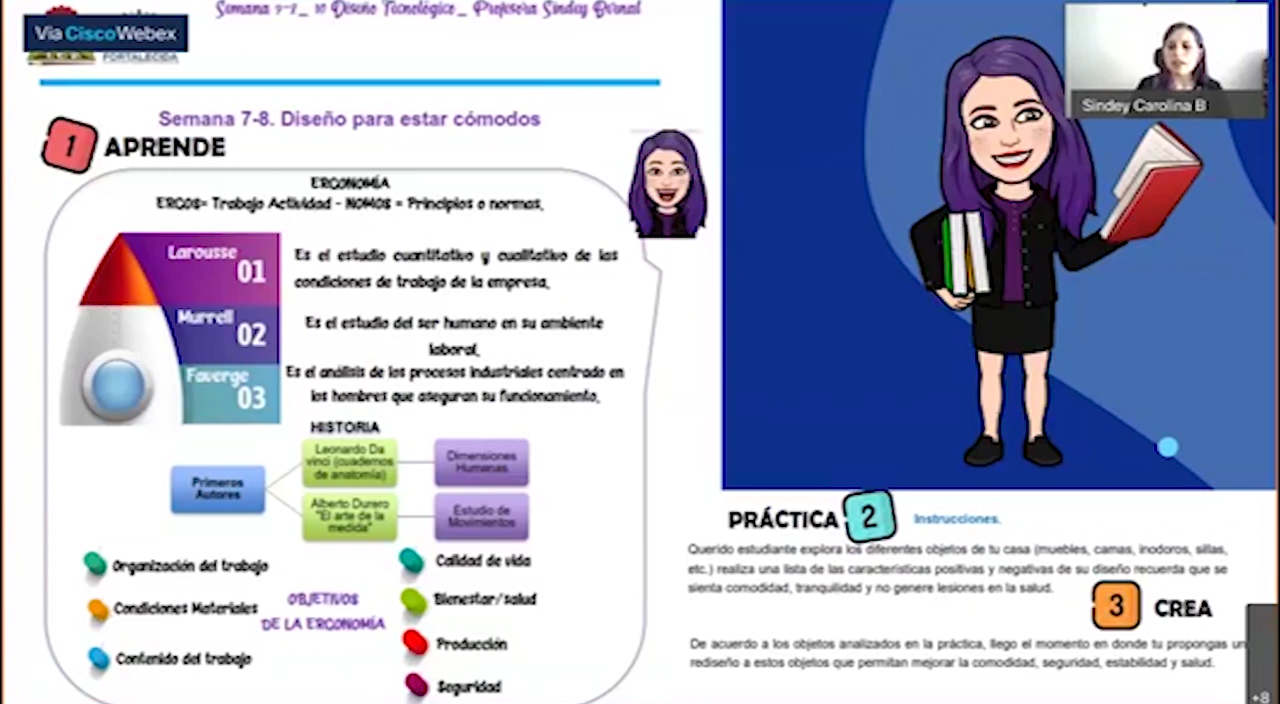 Semana 7-8_ 10 Diseño Tecnológico_ Profesora Sindey Bernal
Vía CiscoWebex
FORTALECIDA
Sindey Carolina B
Semana 7-8. Diseño para estar cómodos
1 APRENDE
ERGONOMÍA
ERGOS= Trabajo Actividad - NOMOS = Principios o normas.
Larousse
01
Es el estudio cuantitativo y cualitativo de las
condiciones de trabajo de la empresa.
Murrell
02
Es el estudio del ser humano en su ambiente
laboral.
Faverge
03
Es el análisis de los procesos industriales centrado en
los hombres que aseguran su funcionamiento.
HISTORIA
Primeros
Autores
Leonardo Da
vinci (cuadernos
de anatomía)
Dimensiones
Humanas
Alberto Durero
"El arte de la
medida"
Estudio de
Movimientos
Organización del trabajo
Condiciones Materiales
Contenido del trabajo
OBJETIVOS
DE LA ERGONOMÍA
Calidad de vida
Bienestar/salud
Producción
Seguridad
PRÁCTICA 2 Instrucciones.
Querido estudiante explora los diferentes objetos de tu casa (muebles, camas, inodoros, sillas,
etc.) realiza una lista de las características positivas y negativas de su diseño recuerda que se
sienta comodidad, tranquilidad y no genere lesiones en la salud.
3 CREA
De acuerdo a los objetos analizados en la práctica, llego el momento en donde tu propongas un
rediseño a estos objetos que permitan mejorar la comodidad, seguridad, estabilidad y salud.
+8